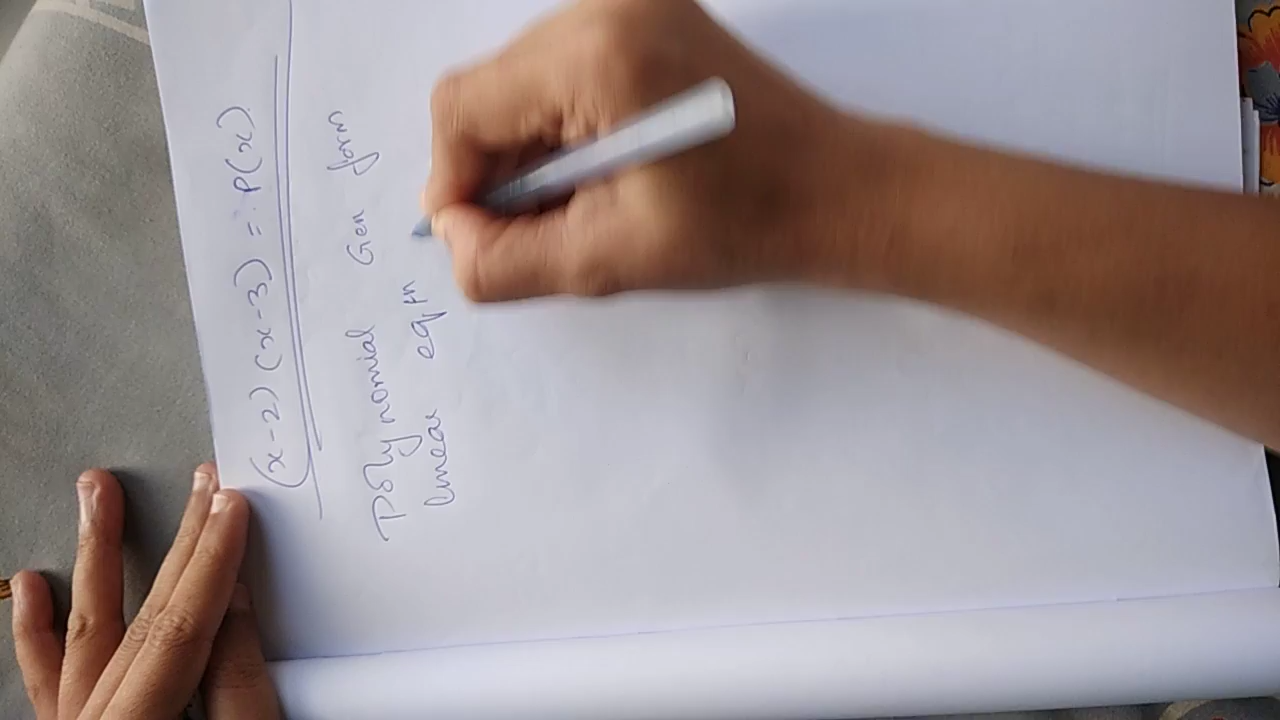 (x-2) (x-3) = P(x)
Polynomial Gen form
linear eqn